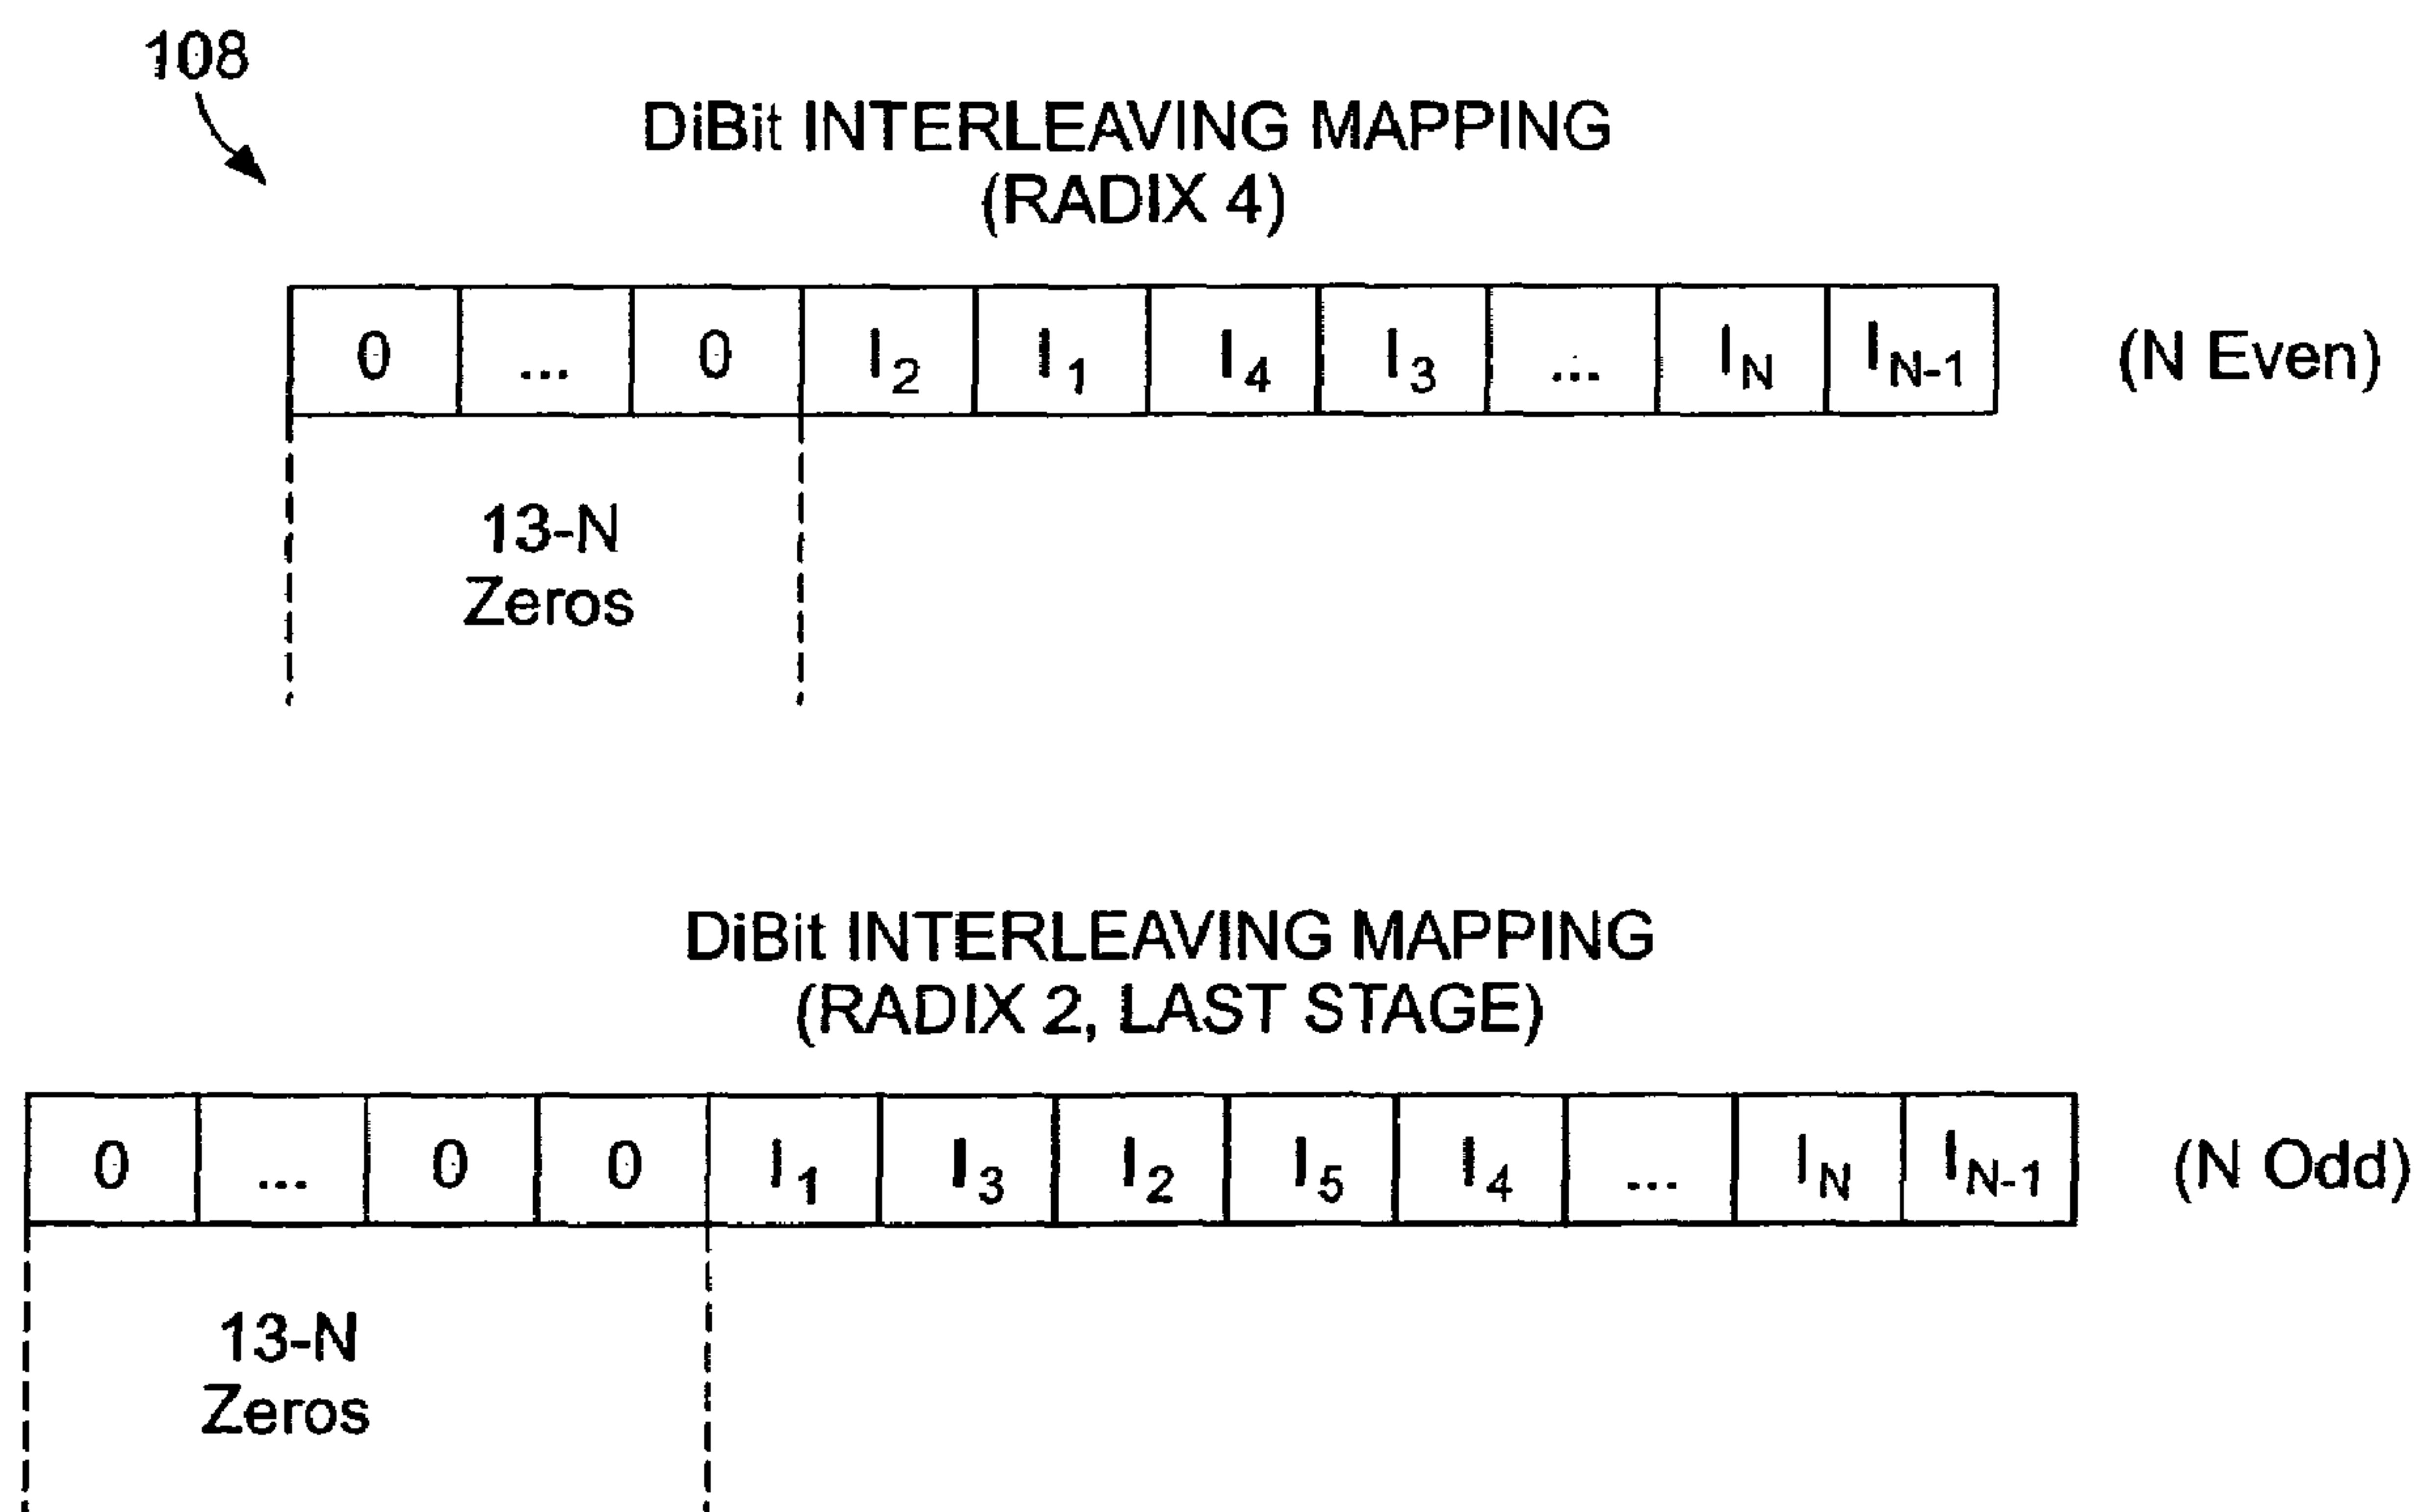 108
DiBit INTERLEAVING MAPPING
(RADIX 4)
0 ... 0 I2 I1 I4 I3 ... IN IN-1 (N Even)
13-N
Zeros
DiBit INTERLEAVING MAPPING
(RADIX 2, LAST STAGE)
0 ... 0 0 I1 I3 I2 I5 I4 ... IN IN-1 (N Odd)
13-N
Zeros